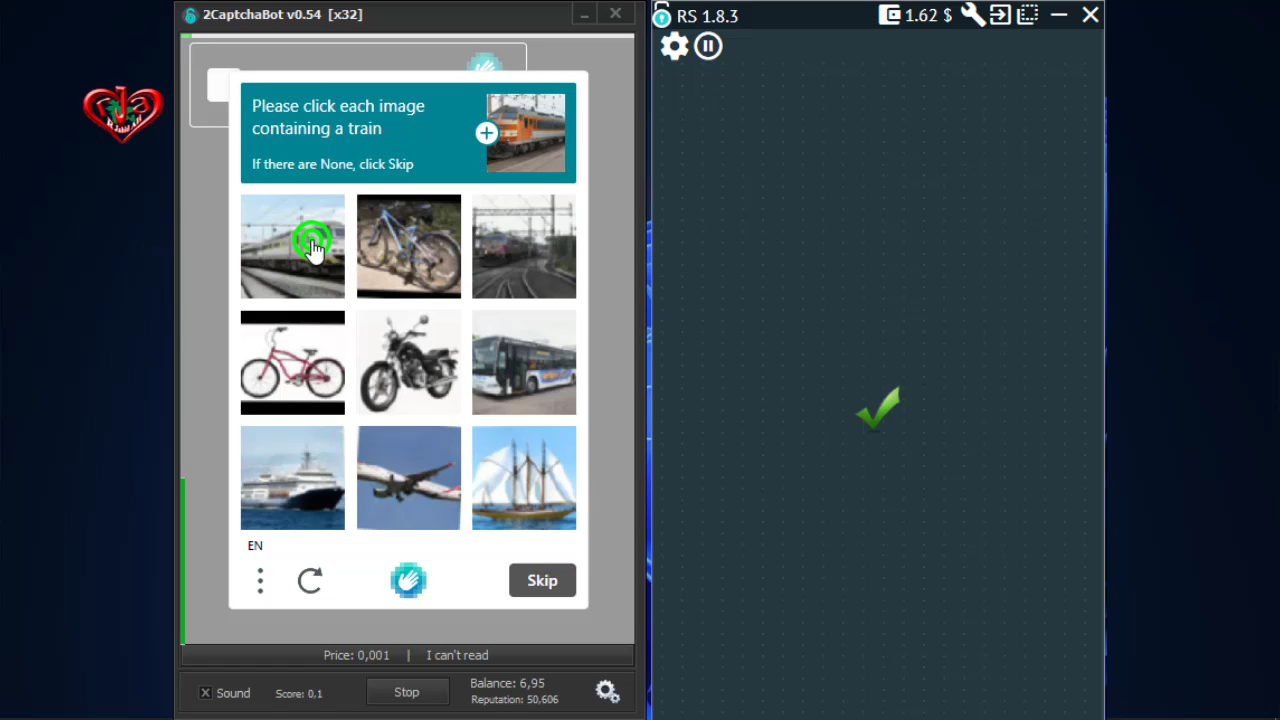 2CaptchaBot v0.54 [x32]
Please click each image
containing a train
If there are None, click Skip
EN
Skip
Price: 0,001 | I can't read
Sound
Score: 0,1
Stop
Balance: 6,95
Reputation: 50,606
RS 1.8.3
1.62 $